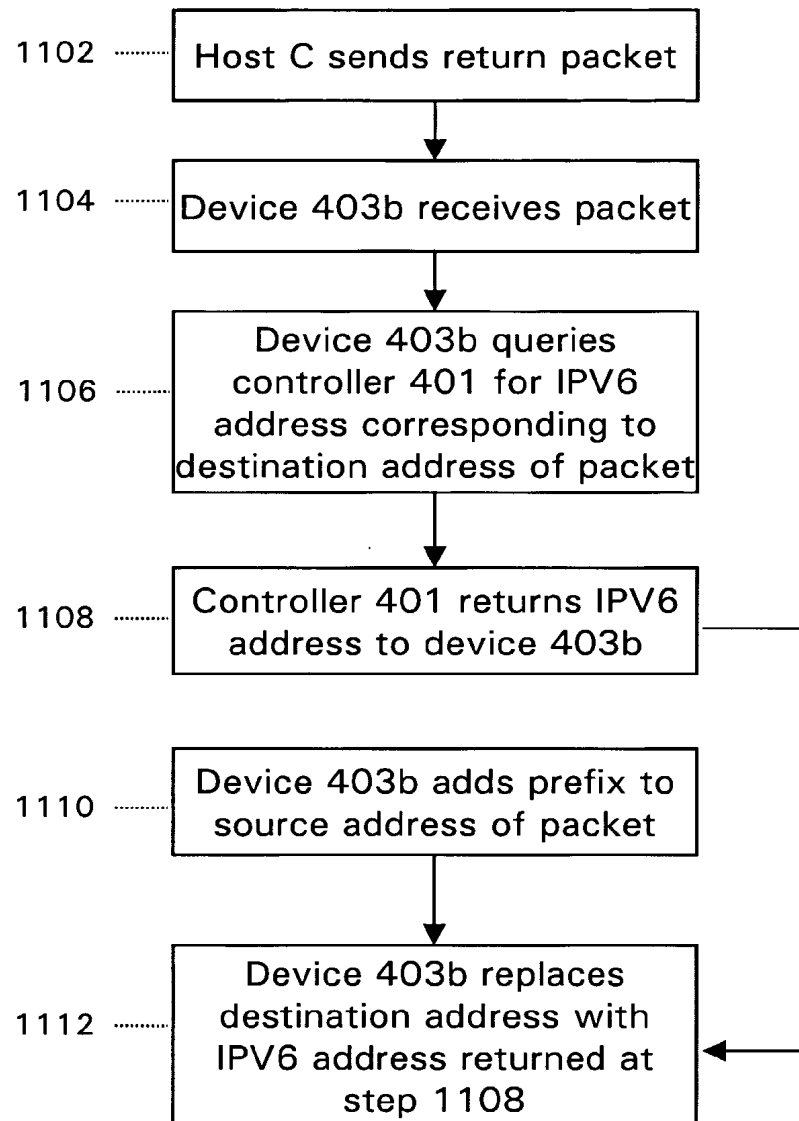 1102 Host C sends return packet
1104 Device 403b receives packet
1106 Device 403b queries
controller 401 for IPV6
address corresponding to
destination address of packet
1108 Controller 401 returns IPV6
address to device 403b
1110 Device 403b adds prefix to
source address of packet
1112 Device 403b replaces
destination address with
IPV6 address returned at
step 1108